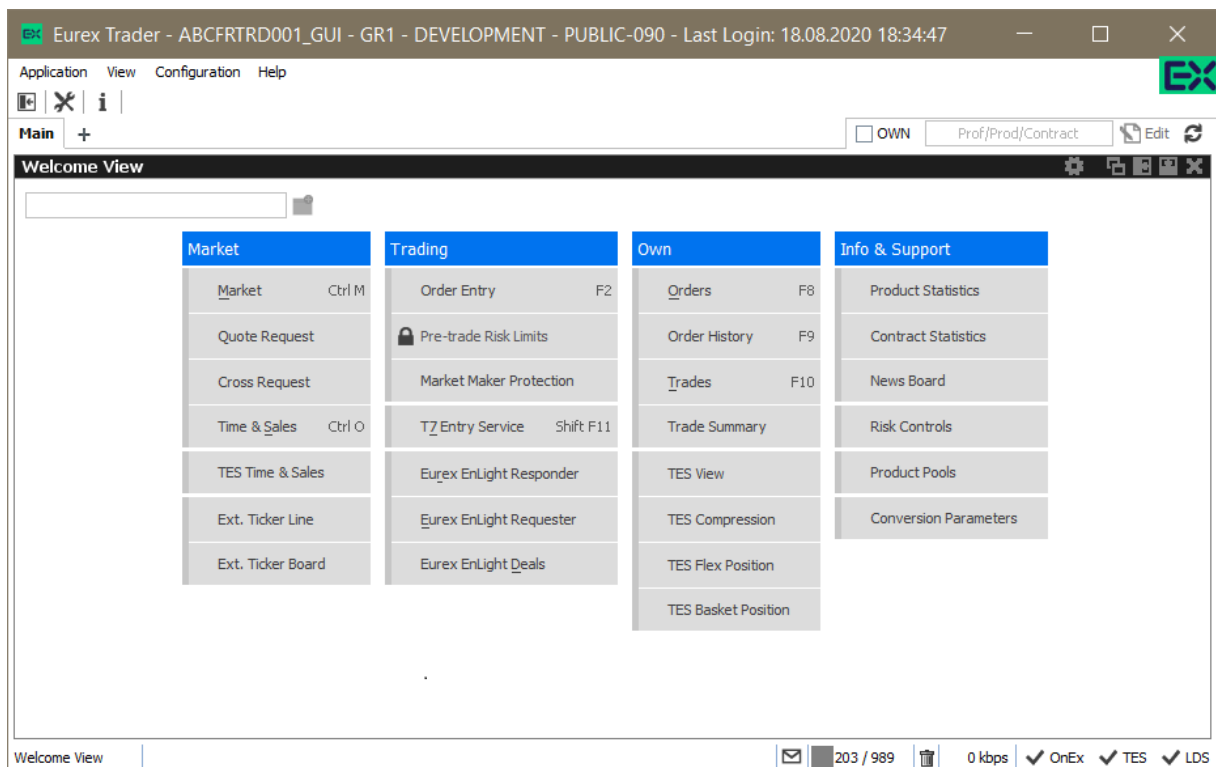 EX Eurex Trader - ABCFRTRD001_GUI - GR1 - DEVELOPMENT - PUBLIC-090 - Last Login: 18.08.2020 18:34:47
Application View Configuration Help
EX
Main + OWN Prof/Prod/Contract Edit
Welcome View
Market Trading Own Info & Support
Market Ctrl M Order Entry F2 Orders F8 Product Statistics
Quote Request Pre-trade Risk Limits Order History F9 Contract Statistics
Cross Request Market Maker Protection Trades F10 News Board
Time & Sales Ctrl O T7 Entry Service Shift F11 Trade Summary Risk Controls
TES Time & Sales Eurex EnLight Responder TES View Product Pools
Ext. Ticker Line Eurex EnLight Requester TES Compression Conversion Parameters
Ext. Ticker Board Eurex EnLight Deals TES Flex Position
TES Basket Position
Welcome View 203 / 989 0 kbps OnEx TES LDS